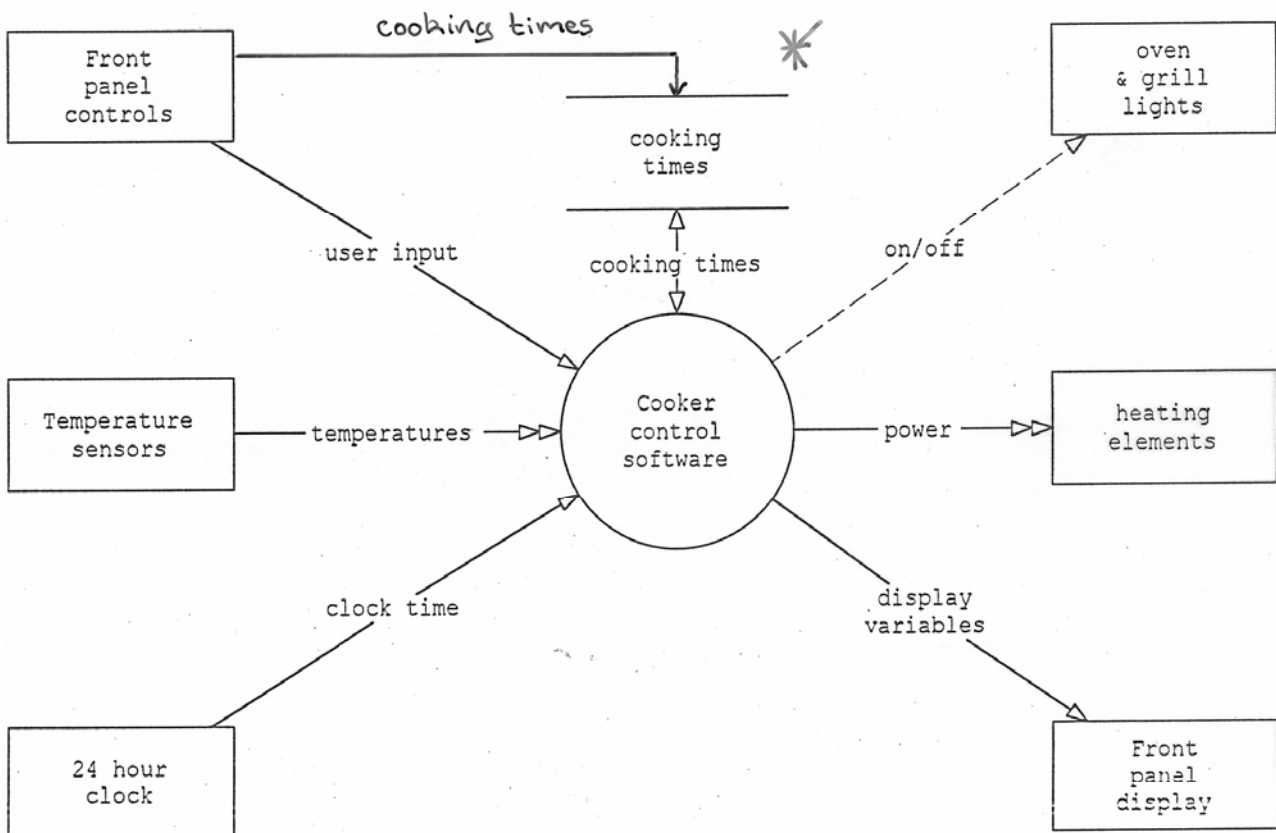 cooking times
Front
panel
controls
cooking
times
oven
& grill
lights
user input
cooking times
on/off
Temperature
sensors
temperatures
Cooker
control
software
power
heating
elements
clock time
display
variables
24 hour
clock
Front
panel
display